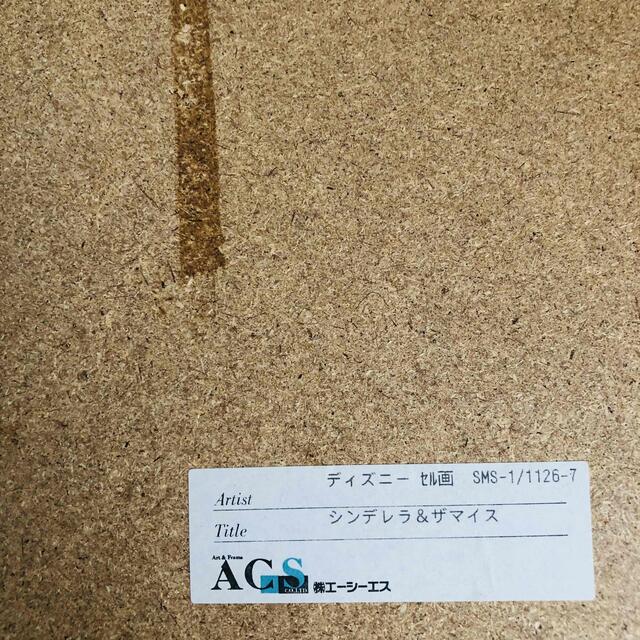 Artist ディズニー ｾﾙ画 SMS-1/1126-7
Title シンデレラ＆ザマイス
Art & Frame
ACS CO.LTD ㈱エーシーエス